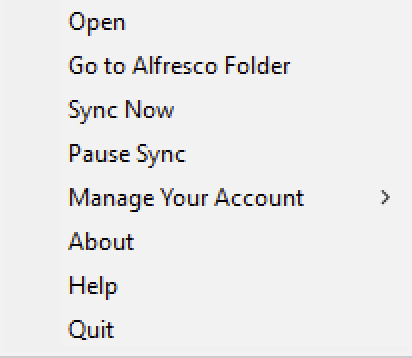 Open
Go to Alfresco Folder
Sync Now
Pause Sync
Manage Your Account
About
Help
Quit